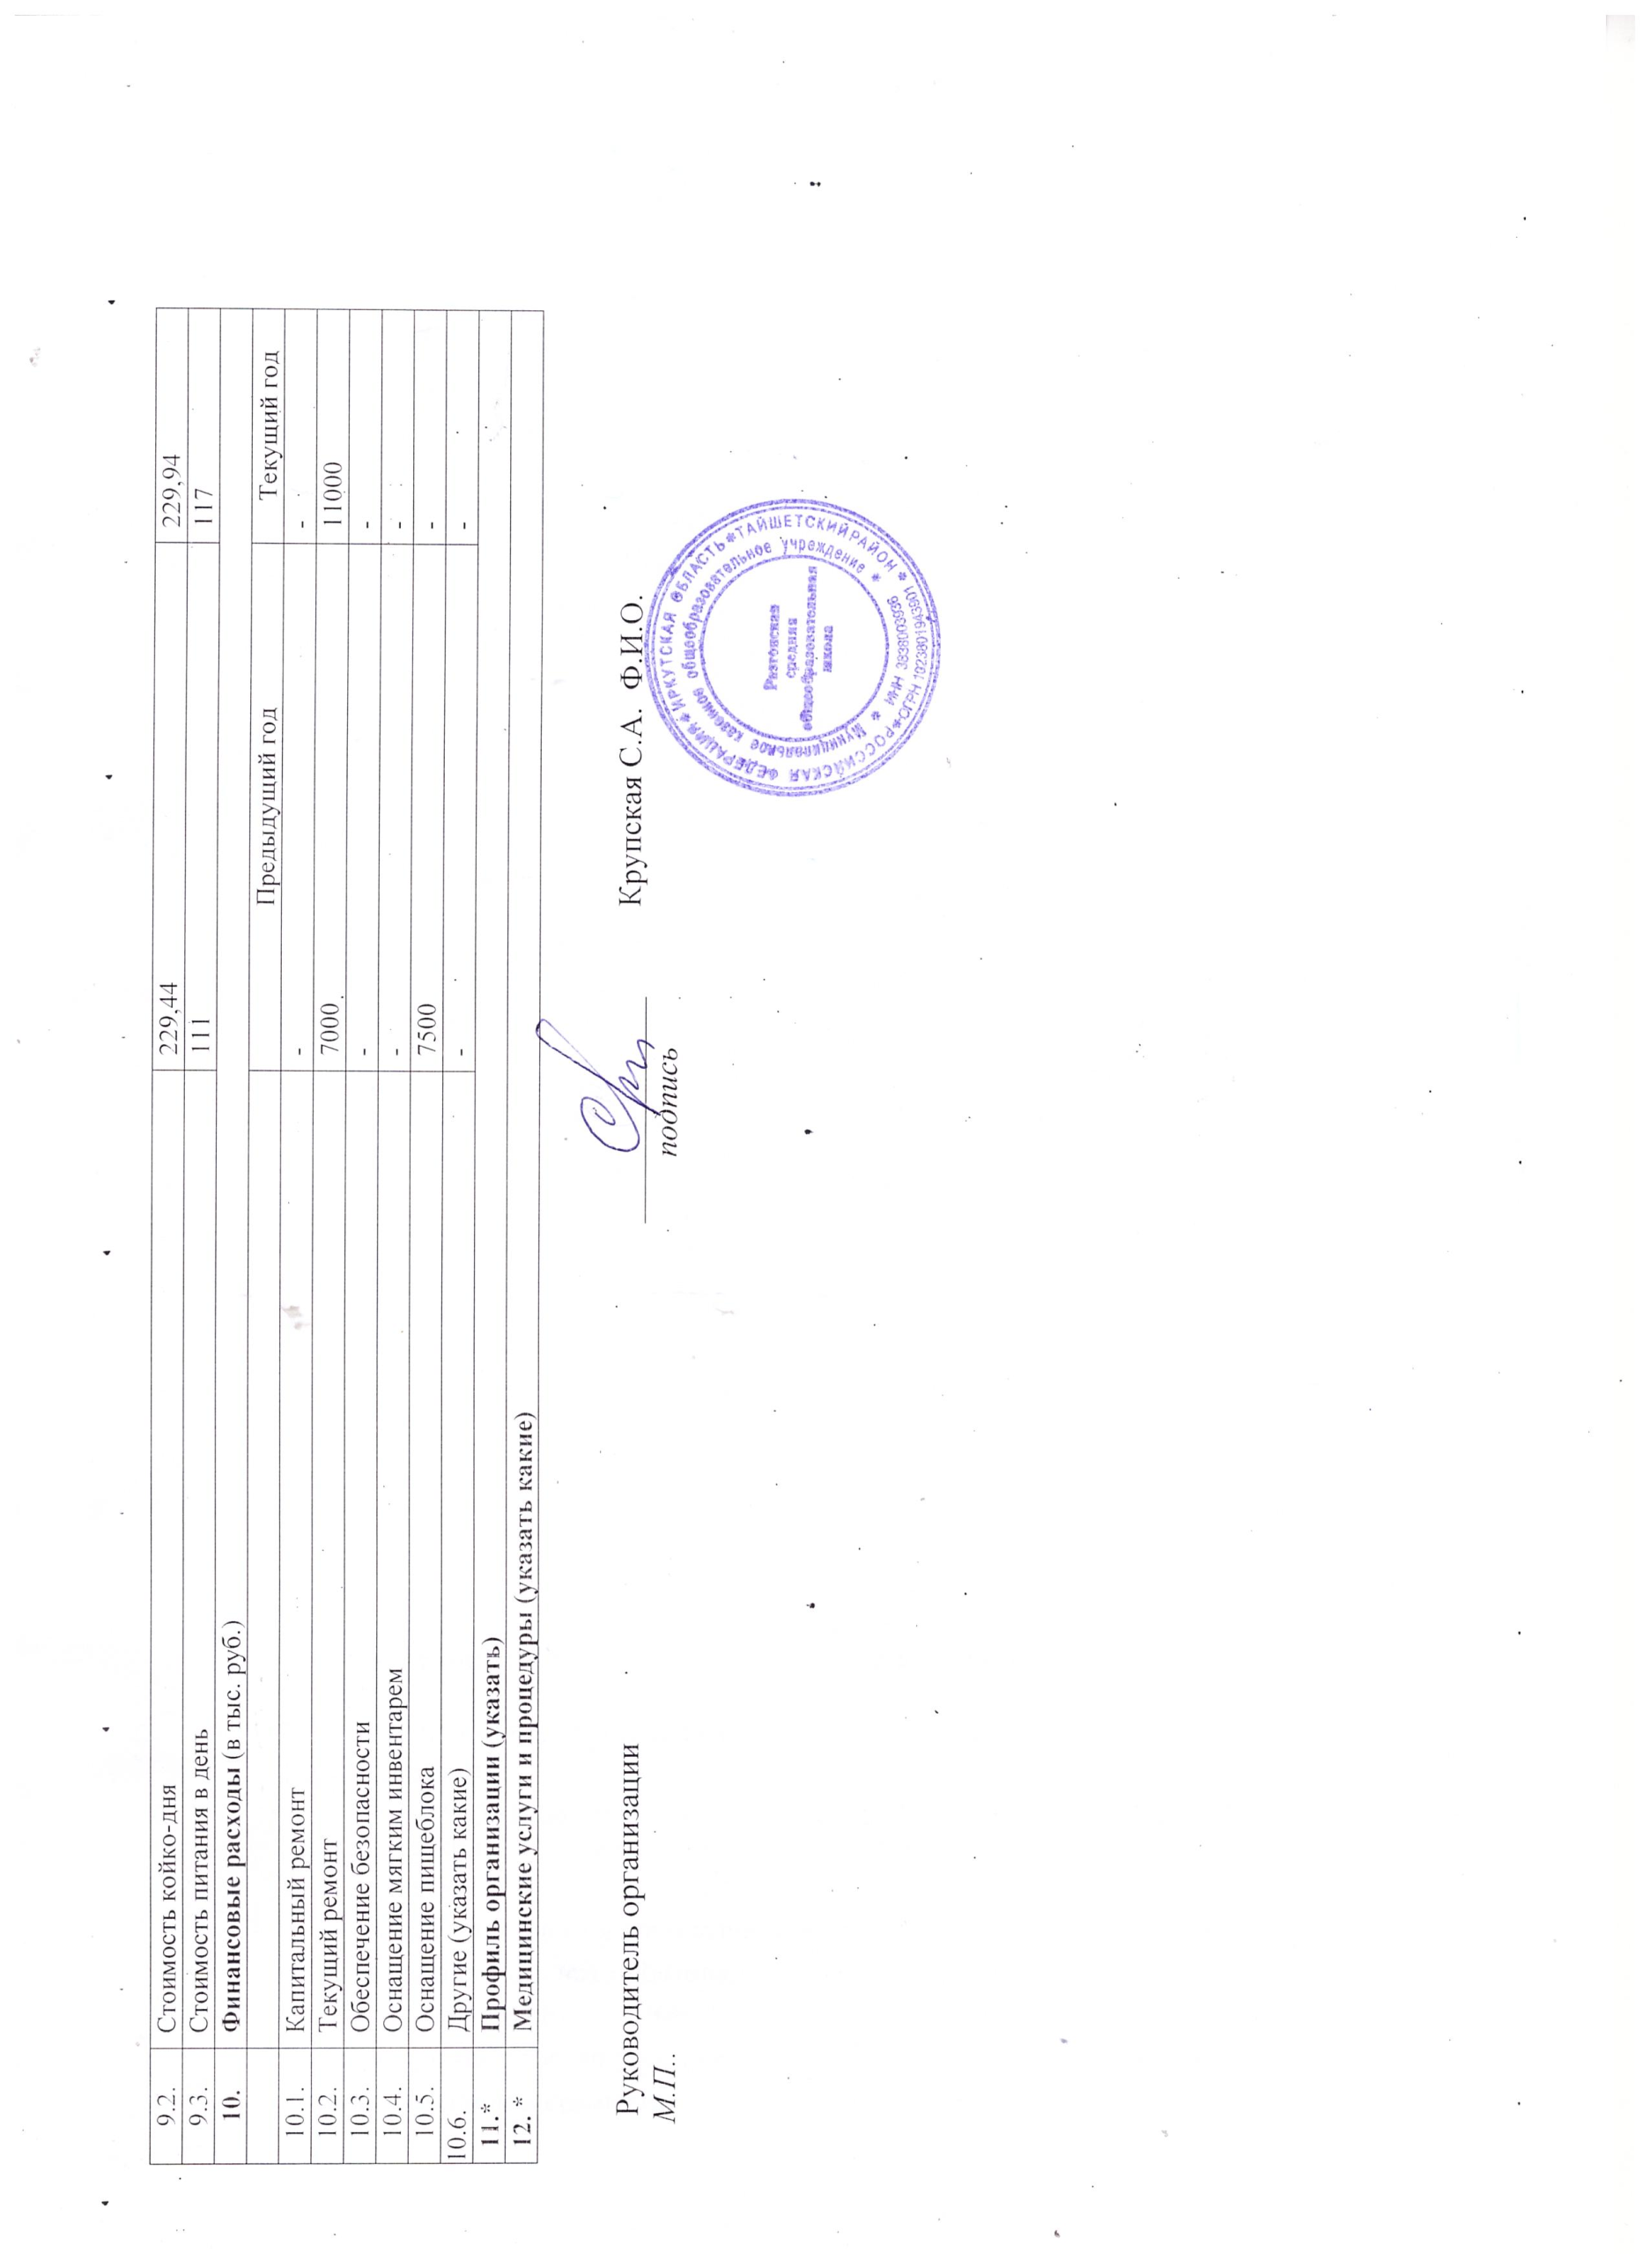 9.2. Стоимость койко-дня 229,44 229,94
9.3. Стоимость питания в день 111 117
10. Финансовые расходы (в тыс. руб.)
Предыдущий год Текущий год
10.1. Капитальный ремонт - -
10.2. Текущий ремонт 7000 11000
10.3. Обеспечение безопасности - -
10.4. Оснащение мягким инвентарем - -
10.5. Оснащение пищеблока 7500 -
10.6. Другие (указать какие) - -
11.* Профиль организации (указать)
12. * Медицинские услуги и процедуры (указать какие)
Руководитель организации Крупская С.А. Ф.И.О.
М.П.. подпись
РОССИЙСКАЯ ФЕДЕРАЦИЯ * ИРКУТСКАЯ ОБЛАСТЬ * ТАЙШЕТСКИЙ РАЙОН *
* ОГРН 1023801943901
Муниципальное казенное общеобразовательное учреждение *
* ИНН 3838003636
средняя
общеобразовательная
школа